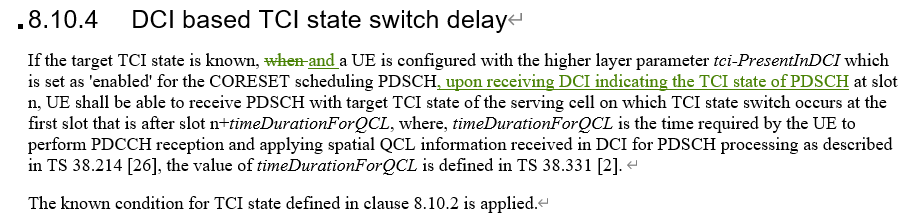 8.10.4 DCI based TCI state switch delay
If the target TCI state is known, when and a UE is configured with the higher layer parameter tci-PresentInDCI which
is set as 'enabled' for the CORESET scheduling PDSCH, upon receiving DCI indicating the TCI state of PDSCH at slot
n, UE shall be able to receive PDSCH with target TCI state of the serving cell on which TCI state switch occurs at the
first slot that is after slot n+timeDurationForQCL, where, timeDurationForQCL is the time required by the UE to
perform PDCCH reception and applying spatial QCL information received in DCI for PDSCH processing as described
in TS 38.214 [26], the value of timeDurationForQCL is defined in TS 38.331 [2].
The known condition for TCI state defined in clause 8.10.2 is applied.